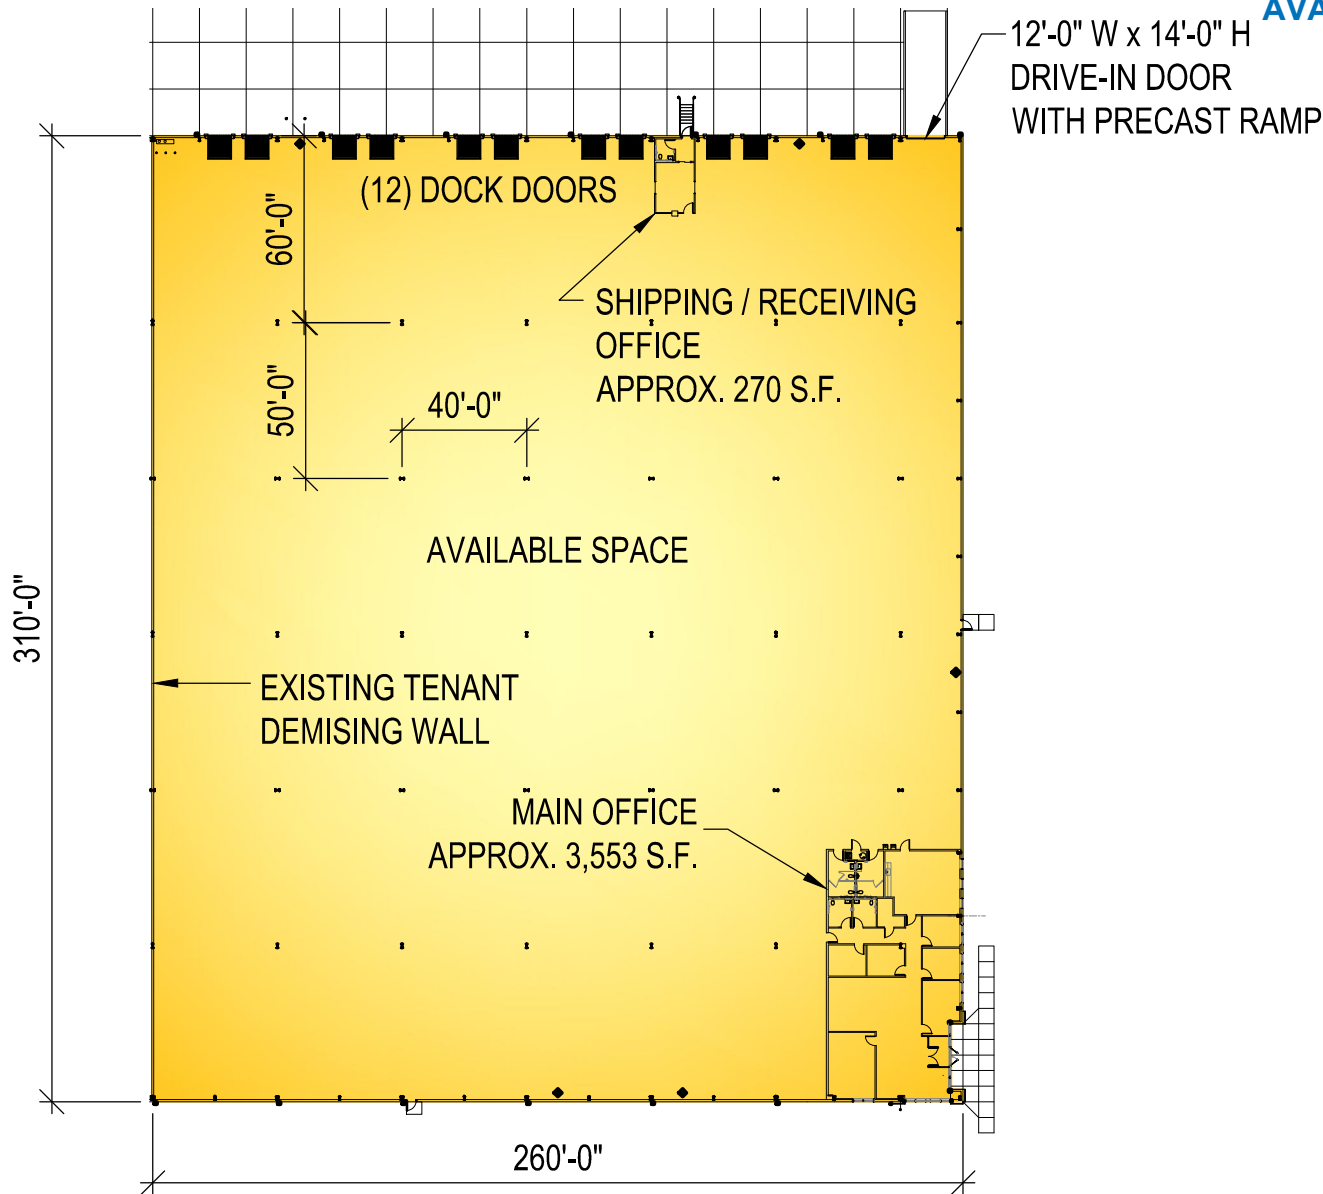 AVA
12'-0" W x 14'-0" H
DRIVE-IN DOOR
WITH PRECAST RAMP
(12) DOCK DOORS
60'-0"
SHIPPING / RECEIVING
OFFICE
APPROX. 270 S.F.
50'-0"
40'-0"
AVAILABLE SPACE
310'-0"
EXISTING TENANT
DEMISING WALL
MAIN OFFICE
APPROX. 3,553 S.F.
260'-0"